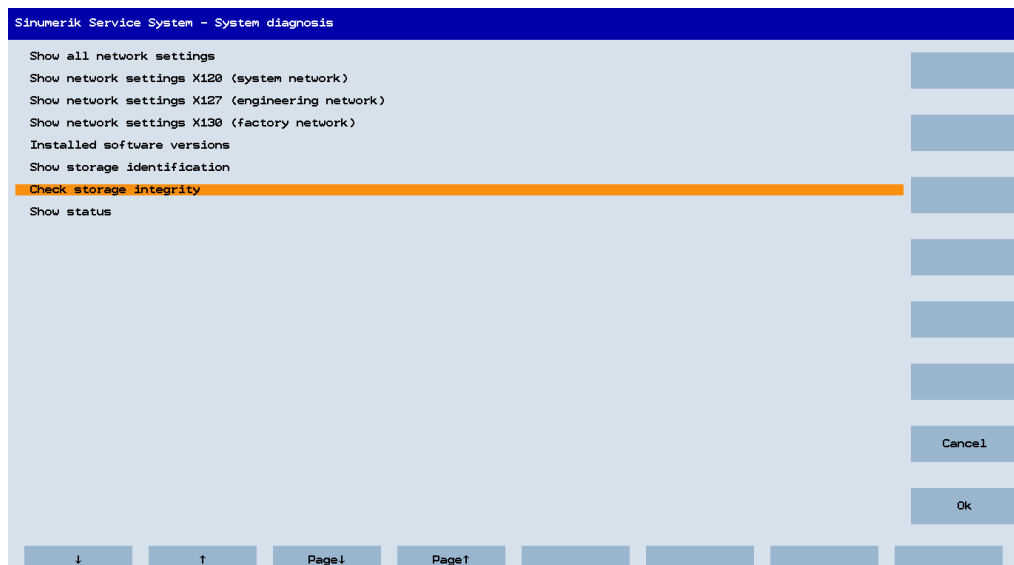 Sinumerik Service System - System diagnosis
Show all network settings
Show network settings X120 (system network)
Show network settings X127 (engineering network)
Show network settings X130 (factory network)
Installed software versions
Show storage identification
Check storage integrity
Show status
Cancel
Ok
↓ ↑ Page↓ Page↑